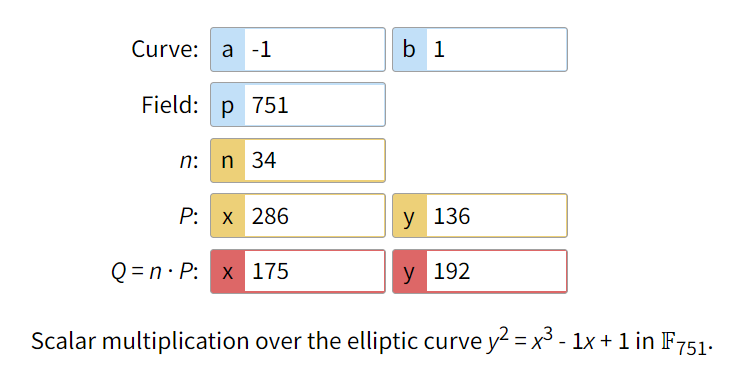 Curve: a -1 b 1
Field: p 751
n: n 34
P: x 286 y 136
Q = n · P: x 175 y 192
Scalar multiplication over the elliptic curve y² = x³ - 1x + 1 in 𝔽₇₅₁.